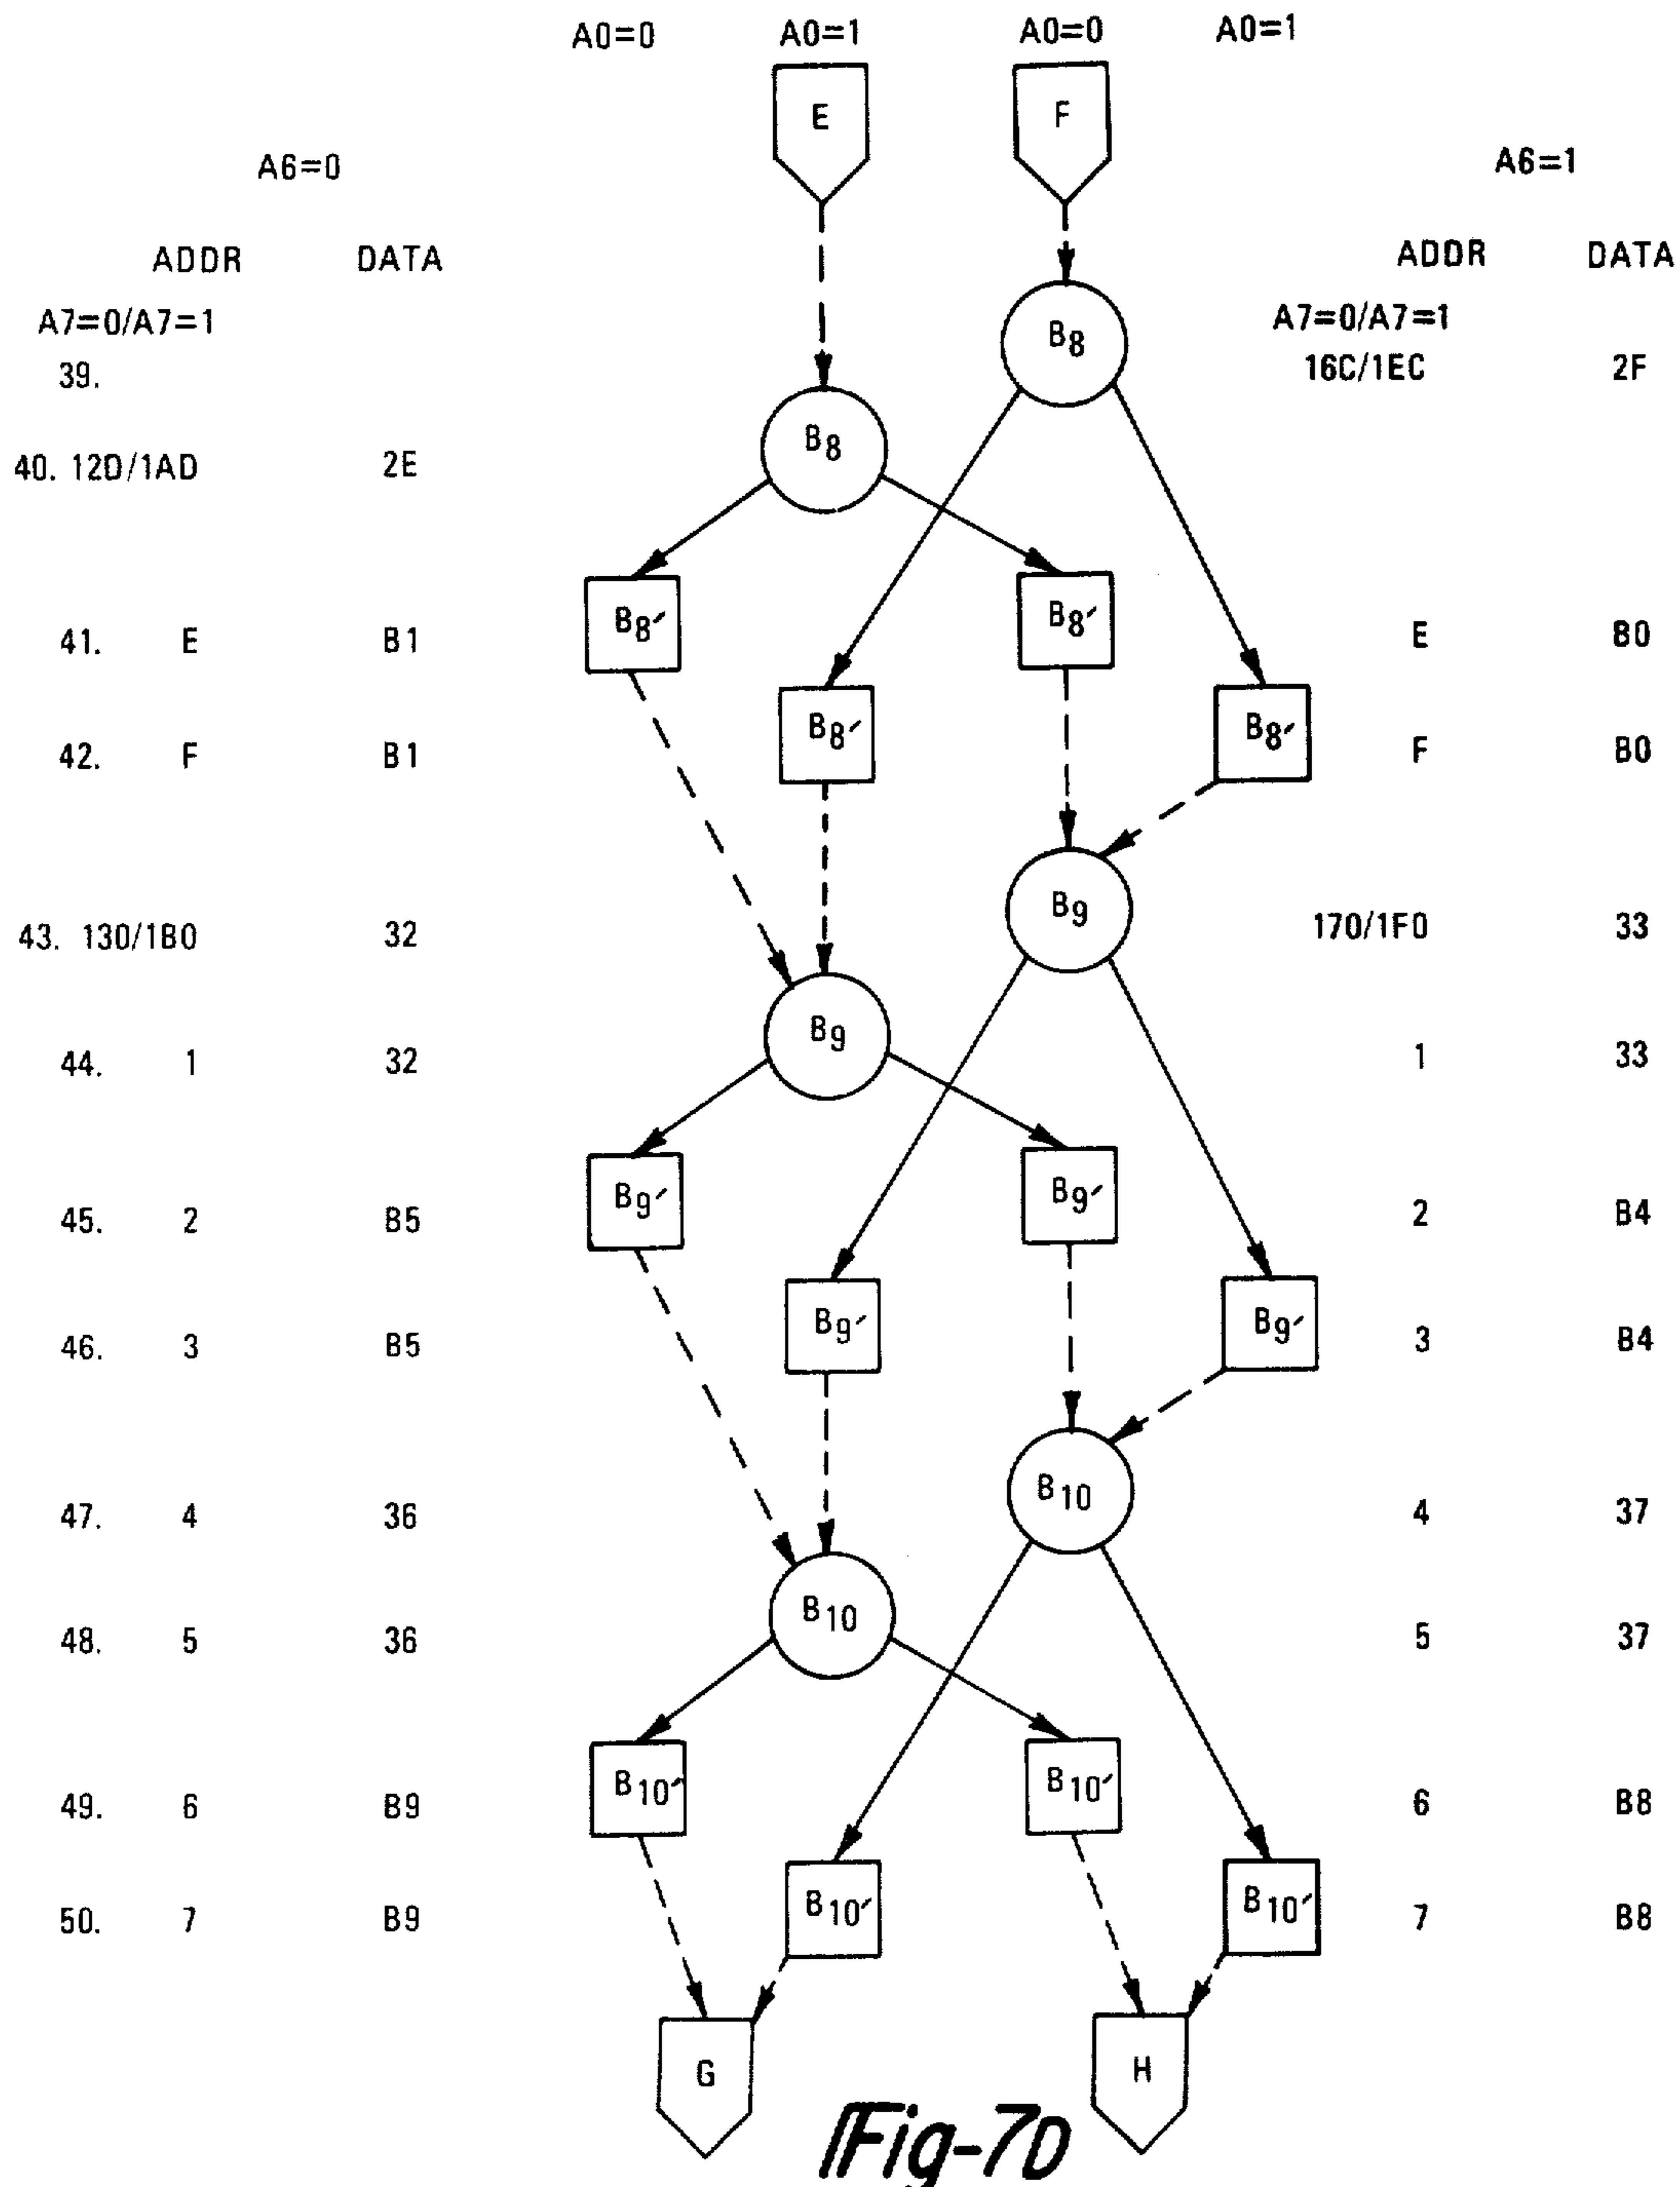 A0=0 A0=1 A0=0 A0=1
E F
A6=0 A6=1
ADDR DATA ADDR DATA
A7=0/A7=1 A7=0/A7=1
B8
39. 16C/1EC 2F
B8
40. 12D/1AD 2E
B8′ B8′
41. E B1 E B0
B8′ B8′
42. F B1 F B0
B9
43. 130/1B0 32 170/1F0 33
B9
44. 1 32 1 33
B9′ B9′
45. 2 B5 2 B4
B9′ B9′
46. 3 B5 3 B4
B10
47. 4 36 4 37
B10
48. 5 36 5 37
B10′ B10′
49. 6 B9 6 B8
B10′ B10′
50. 7 B9 7 B8
G H
Fig-7D